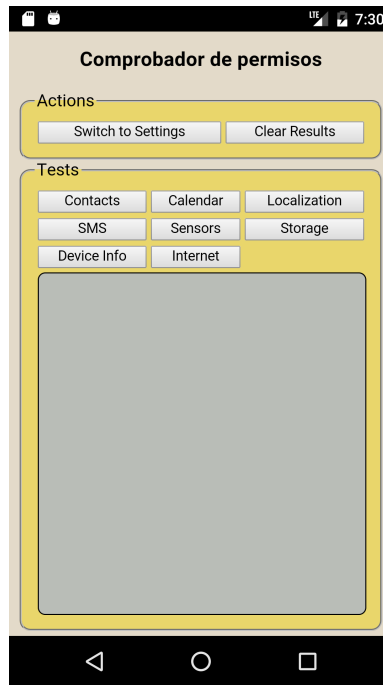 LTE 7:30
Comprobador de permisos
Actions
Switch to Settings Clear Results
Tests
Contacts Calendar Localization
SMS Sensors Storage
Device Info Internet